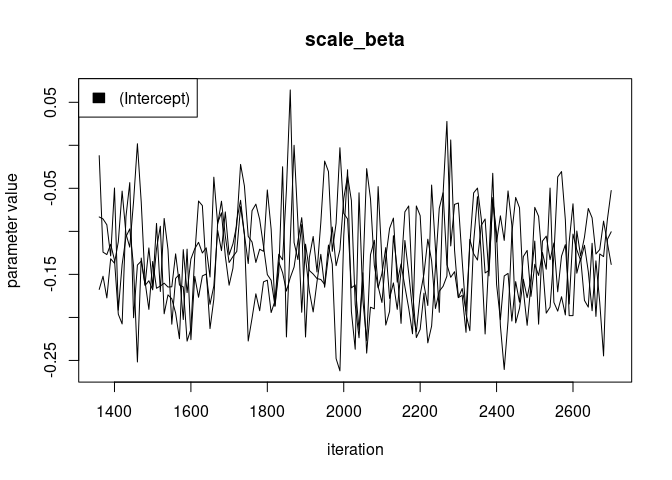 scale_beta
(Intercept)
parameter value
0.05
-0.05
-0.15
-0.25
1400 1600 1800 2000 2200 2400 2600
iteration